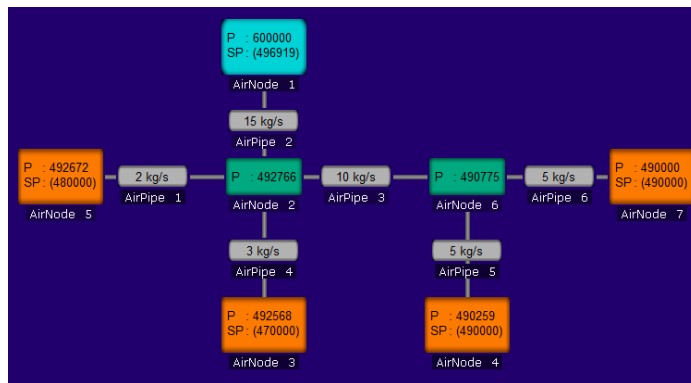 P : 600000
SP : (496919)
AirNode 1
15 kg/s
AirPipe 2
P : 492672
SP : (480000)
AirNode 5
2 kg/s
AirPipe 1
P : 492766
AirNode 2
10 kg/s
AirPipe 3
P : 490775
AirNode 6
5 kg/s
AirPipe 6
P : 490000
SP : (490000)
AirNode 7
3 kg/s
AirPipe 4
5 kg/s
AirPipe 5
P : 492568
SP : (470000)
AirNode 3
P : 490259
SP : (490000)
AirNode 4